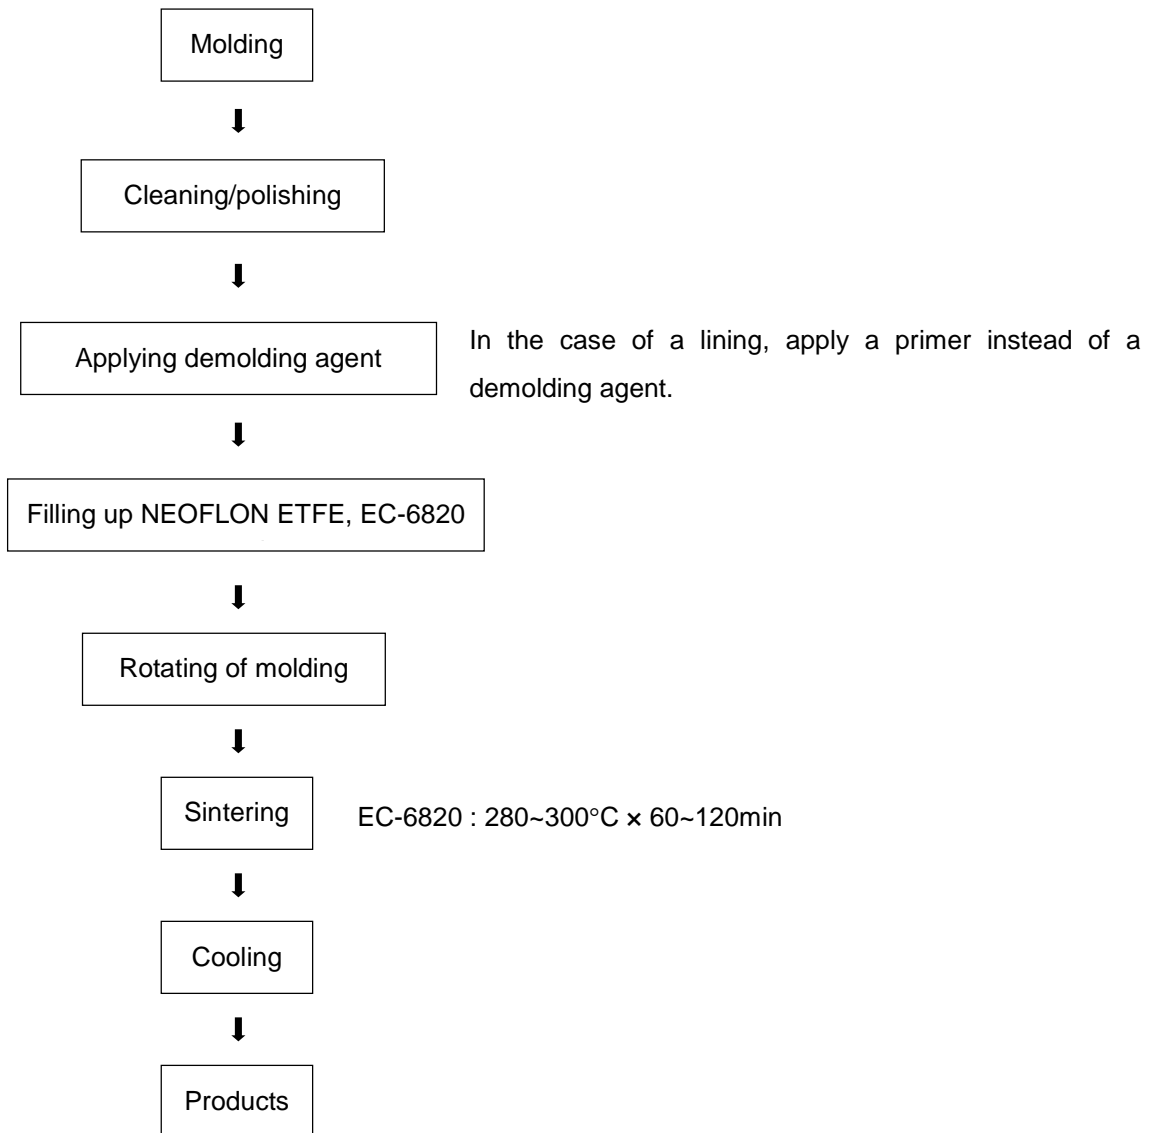 Molding
Cleaning/polishing
Applying demolding agent
In the case of a lining, apply a primer instead of a
demolding agent.
Filling up NEOFLON ETFE, EC-6820
Rotating of molding
Sintering
EC-6820 : 280~300°C × 60~120min
Cooling
Products